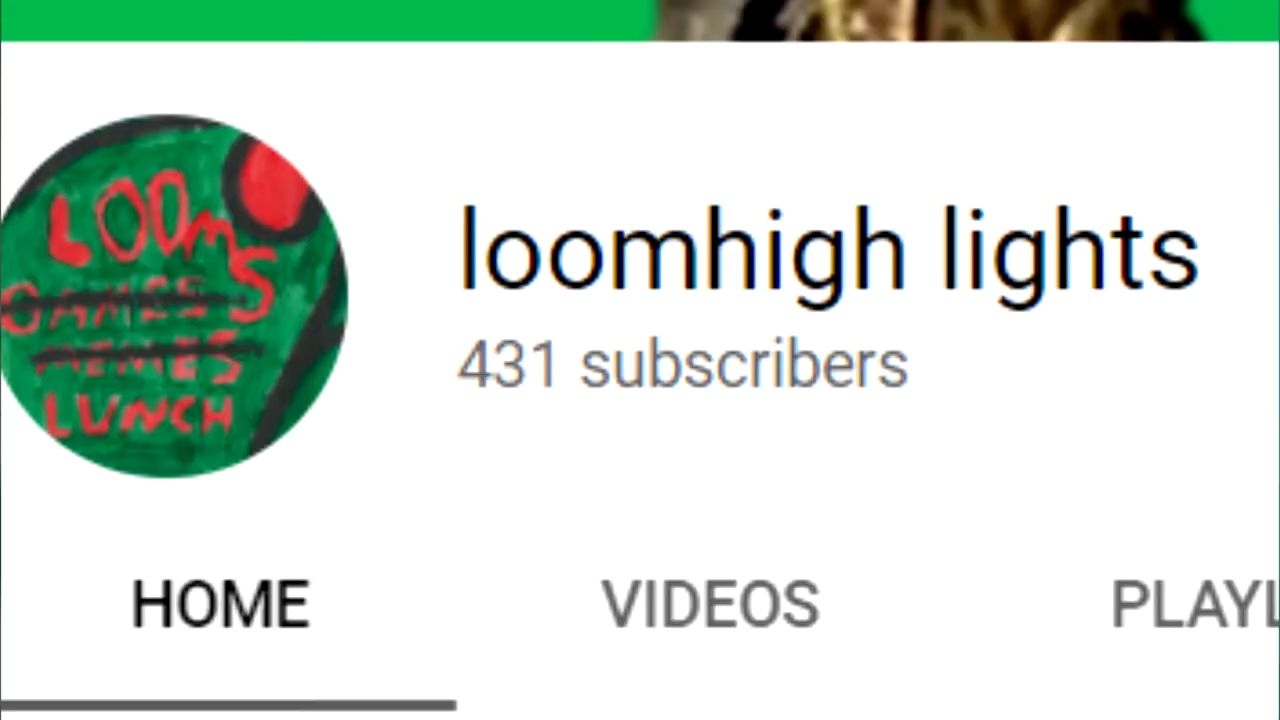 LOOmS
GAMES
MEMES
LUNCH
loomhigh lights
431 subscribers
HOME VIDEOS PLAYL